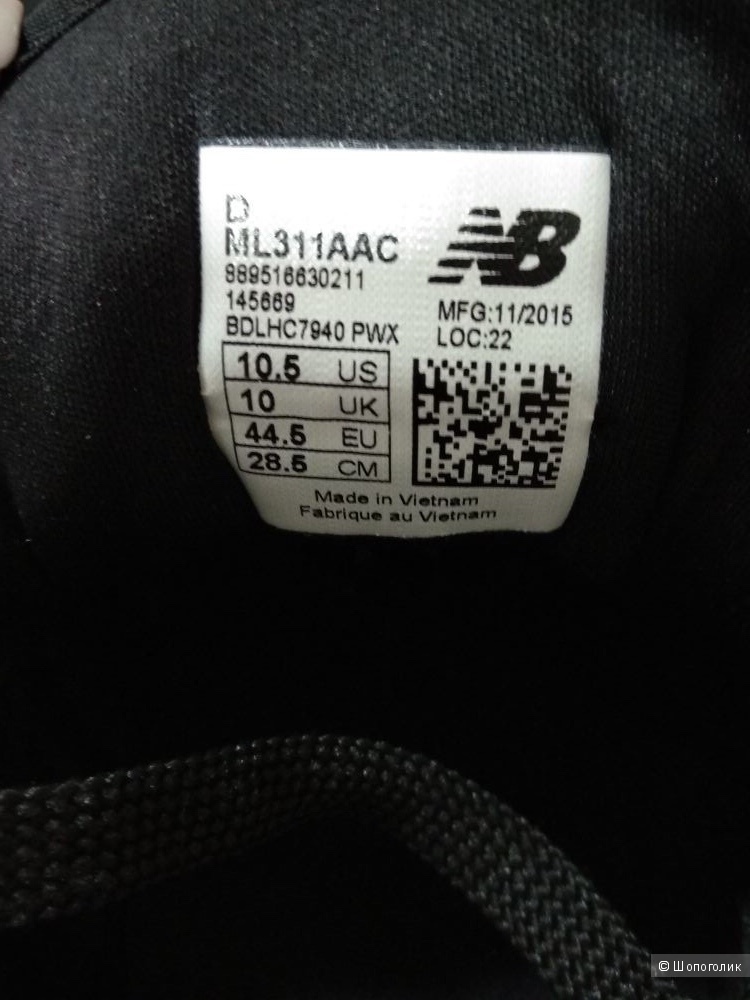 D
ML311AAC
889516630211
145669
BDLHC7940 PWX
NB
MFG:11/2015
LOC:22
10.5 US
10 UK
44.5 EU
28.5 CM
Made in Vietnam
Fabrique au Vietnam
© Шопоголик